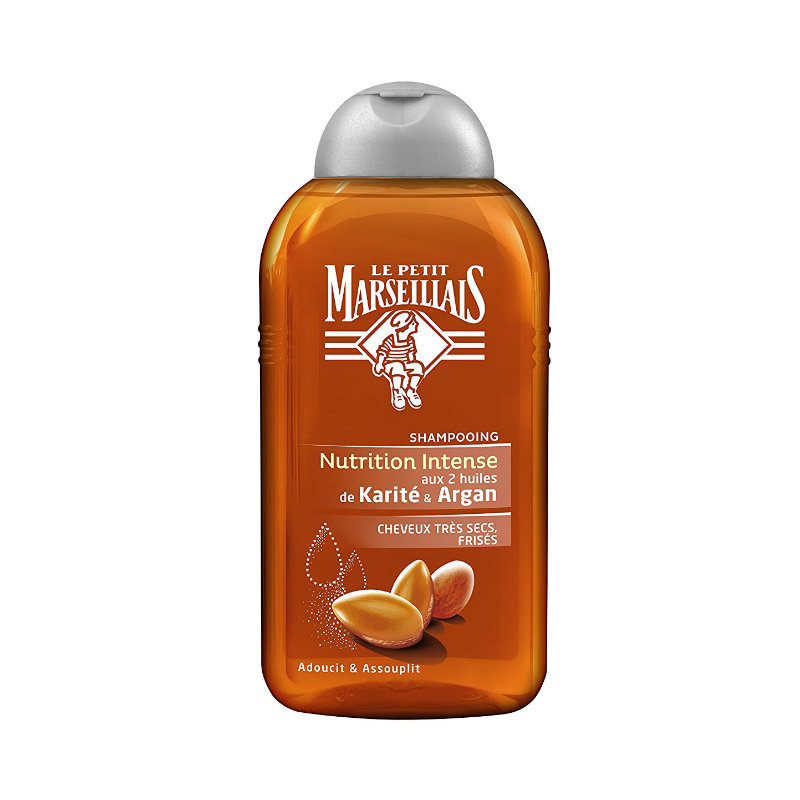 LE PETIT
MARSEILLAIS
SHAMPOOING
Nutrition Intense
aux 2 huiles
de Karité & Argan
CHEVEUX TRÈS SECS,
FRISÉS
Adoucit & Assouplit